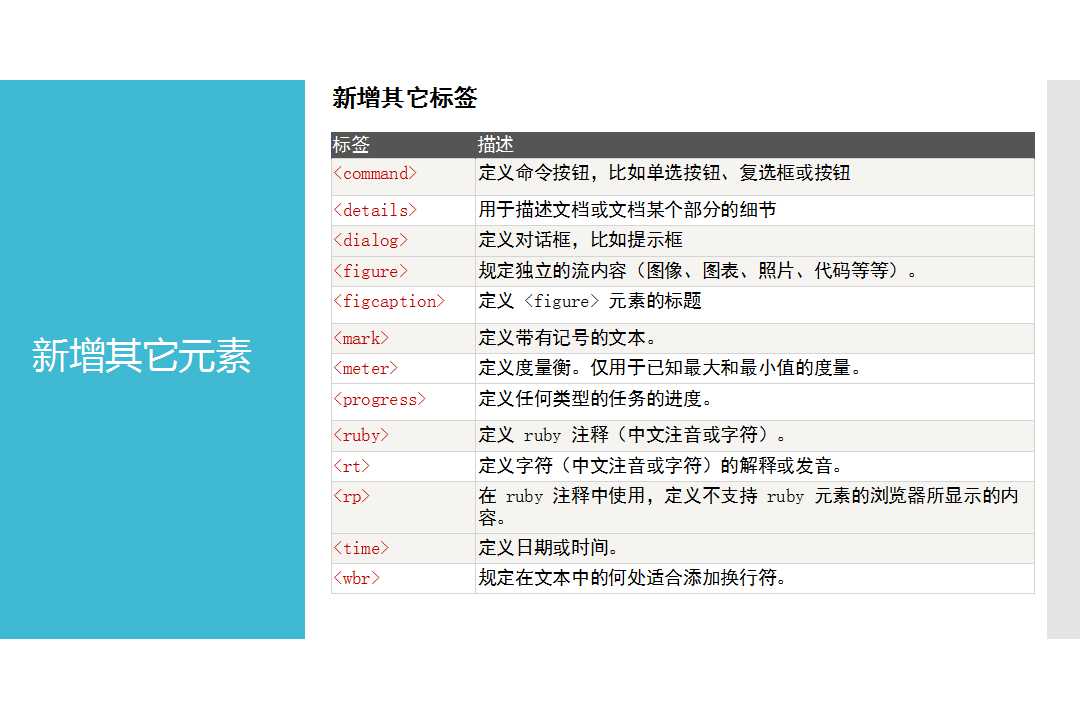 新增其它元素
新增其它标签
标签 描述
<command> 定义命令按钮，比如单选按钮、复选框或按钮
<details> 用于描述文档或文档某个部分的细节
<dialog> 定义对话框，比如提示框
<figure> 规定独立的流内容（图像、图表、照片、代码等等）。
<figcaption> 定义 <figure> 元素的标题
<mark> 定义带有记号的文本。
<meter> 定义度量衡。仅用于已知最大和最小值的度量。
<progress> 定义任何类型的任务的进度。
<ruby> 定义 ruby 注释（中文注音或字符）。
<rt> 定义字符（中文注音或字符）的解释或发音。
<rp> 在 ruby 注释中使用，定义不支持 ruby 元素的浏览器所显示的内
容。
<time> 定义日期或时间。
<wbr> 规定在文本中的何处适合添加换行符。